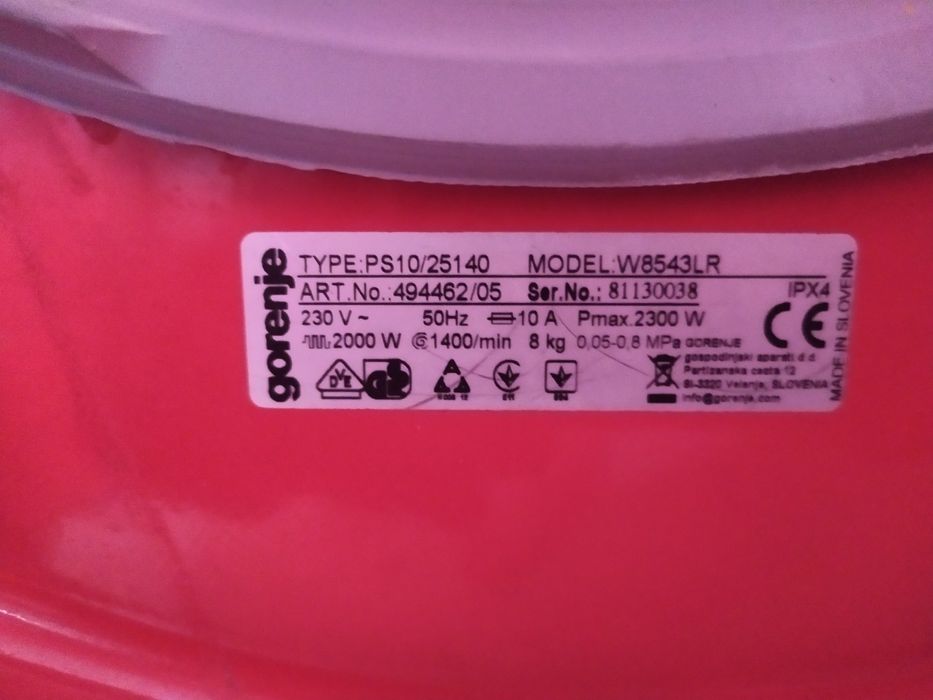 gorenje
TYPE:PS10/25140 MODEL:W8543LR
ART.No.:494462/05 Ser.No.: 81130038 IPX4
230 V ~ 50Hz 10 A Pmax.2300 W
2000 W 1400/min 8 kg 0,05-0,8 MPa GORENJE
gospodinjski aparati d.d.
Partizanska cesta 12
SI-3320 Velenje, SLOVENIA
info@gorenje.com
CE
MADE IN SLOVENIA